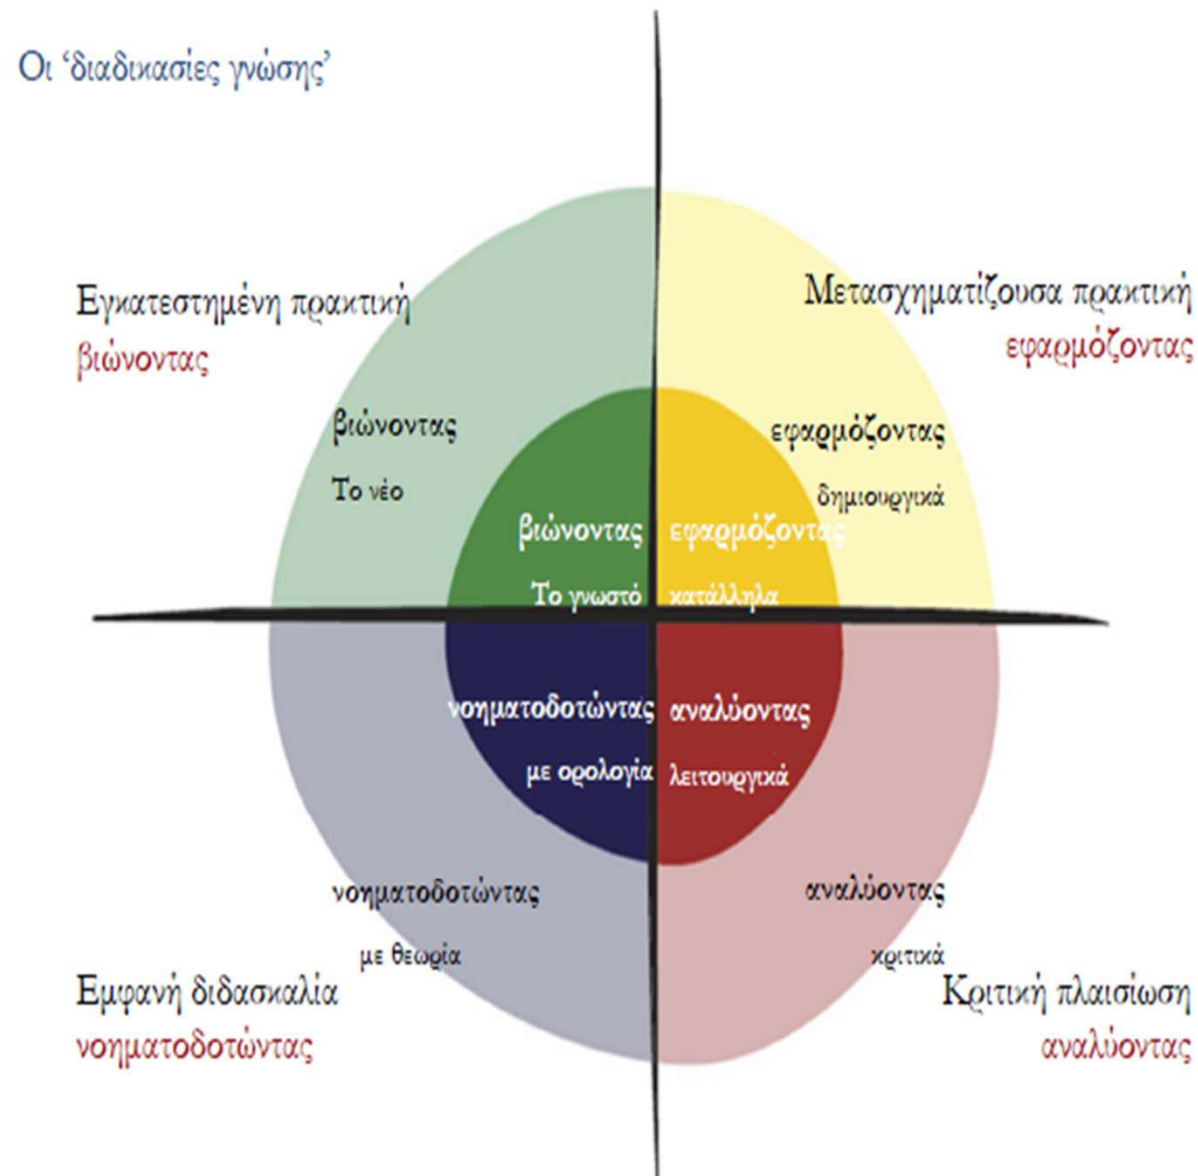 Οι ‘διαδικασίες γνώσης’
Εγκατεστημένη πρακτική
βιώνοντας
Μετασχηματίζουσα πρακτική
εφαρμόζοντας
βιώνοντας
Το νέο
εφαρμόζοντας
δημιουργικά
βιώνοντας
Το γνωστό
εφαρμόζοντας
κατάλληλα
νοηματοδοτώντας
με ορολογία
αναλύοντας
λειτουργικά
νοηματοδοτώντας
με θεωρία
αναλύοντας
κριτικά
Εμφανή διδασκαλία
νοηματοδοτώντας
Κριτική πλαισίωση
αναλύοντας